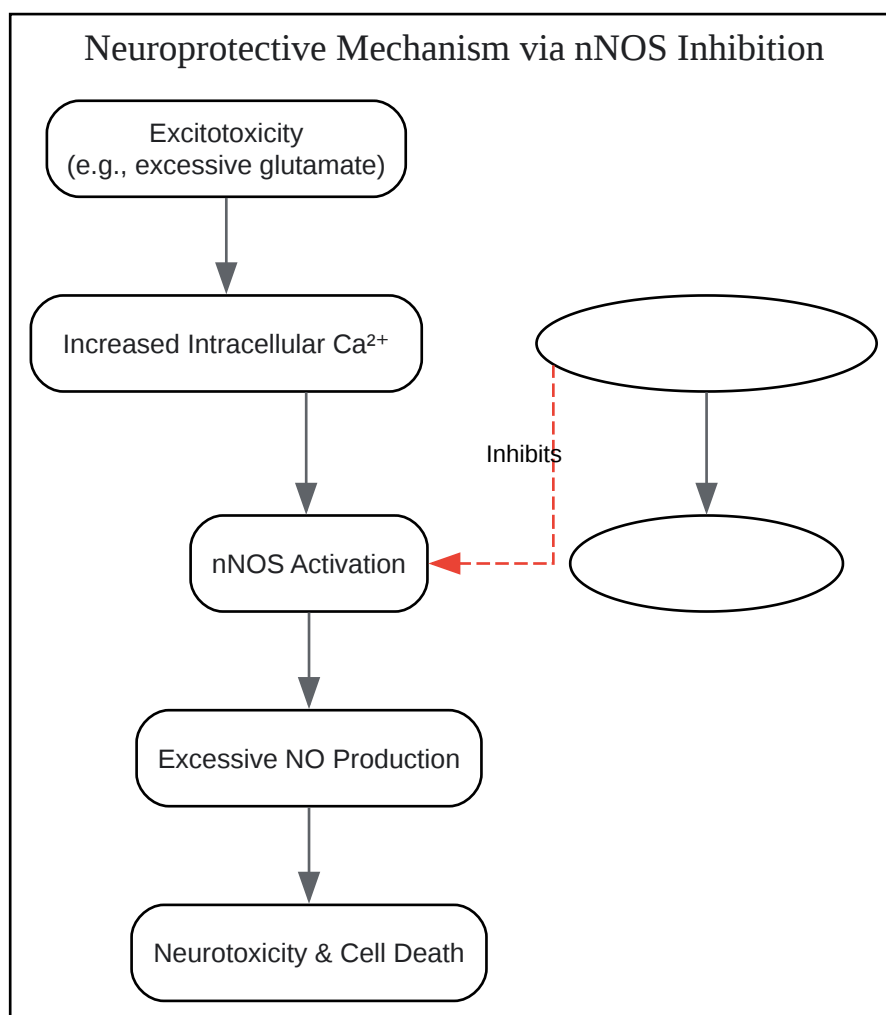 Neuroprotective Mechanism via nNOS Inhibition
Excitotoxicity
(e.g., excessive glutamate)
Increased Intracellular Ca²⁺
Inhibits
nNOS Activation
Excessive NO Production
Neurotoxicity & Cell Death